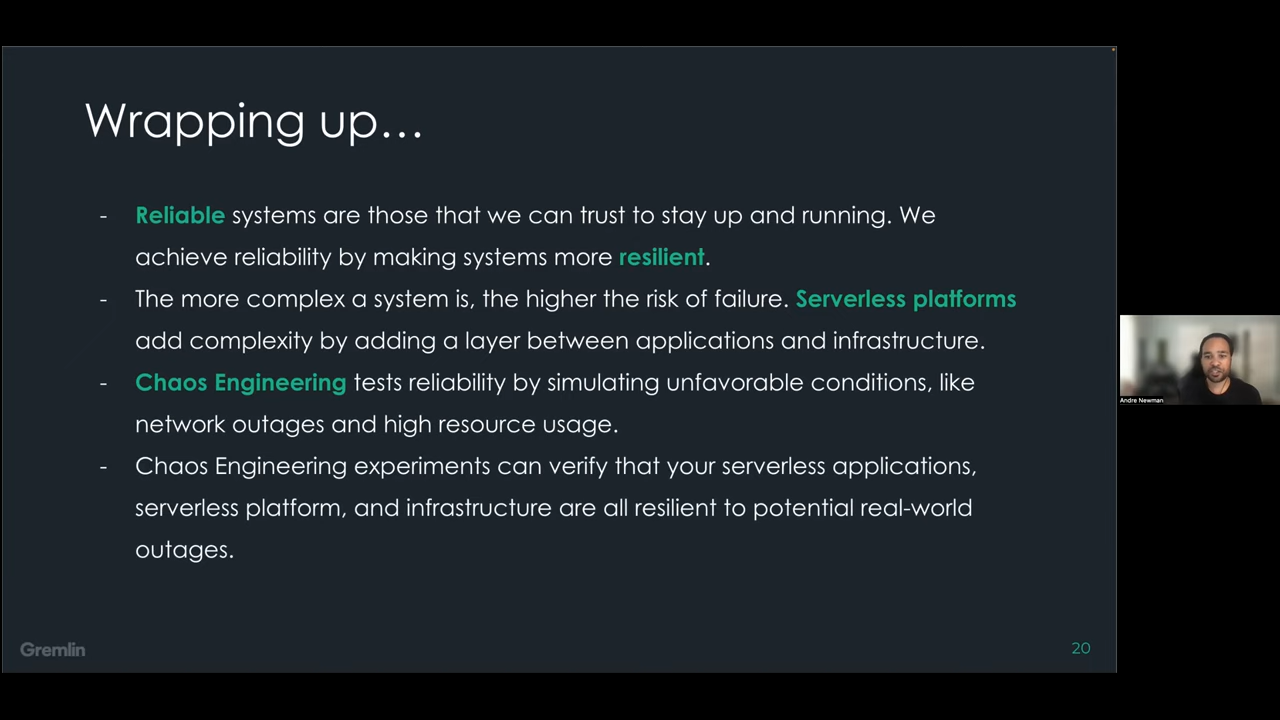 Wrapping up…
- Reliable systems are those that we can trust to stay up and running. We
achieve reliability by making systems more resilient.
- The more complex a system is, the higher the risk of failure. Serverless platforms
add complexity by adding a layer between applications and infrastructure.
- Chaos Engineering tests reliability by simulating unfavorable conditions, like
network outages and high resource usage.
- Chaos Engineering experiments can verify that your serverless applications,
serverless platform, and infrastructure are all resilient to potential real-world
outages.
Gremlin
20
Andre Newman